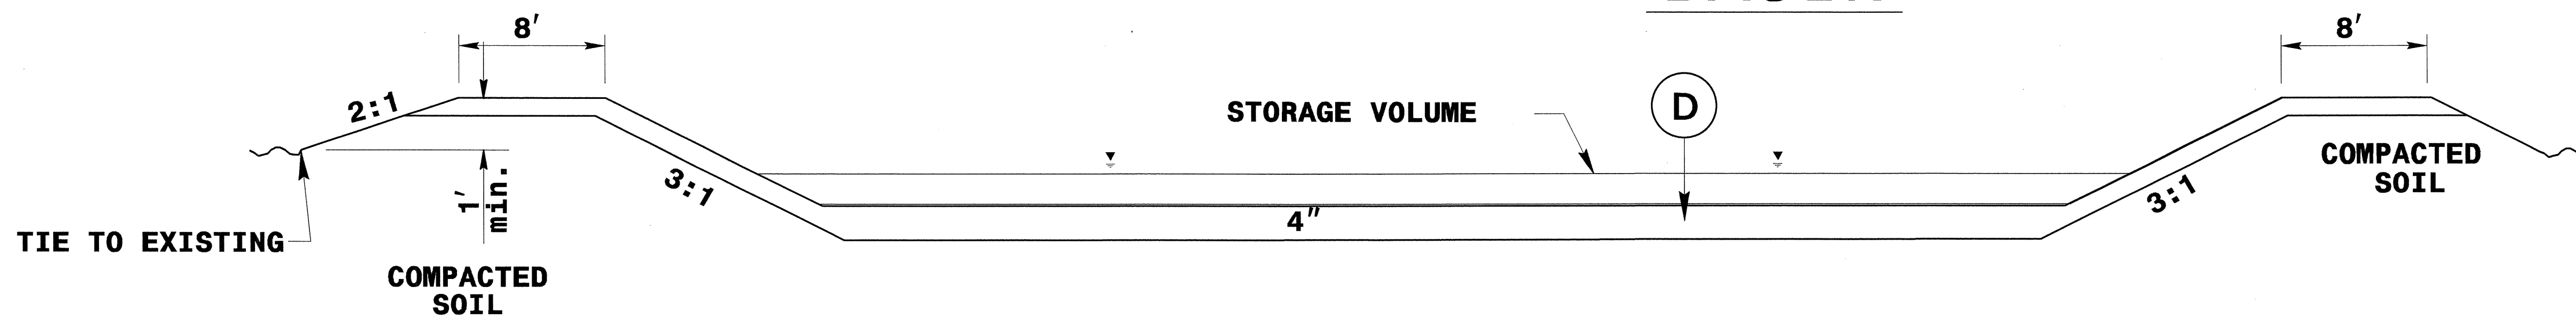 8'
8'
2:1
STORAGE VOLUME
D
1'
min.
3:1
4"
3:1
COMPACTED
SOIL
TIE TO EXISTING
COMPACTED
SOIL